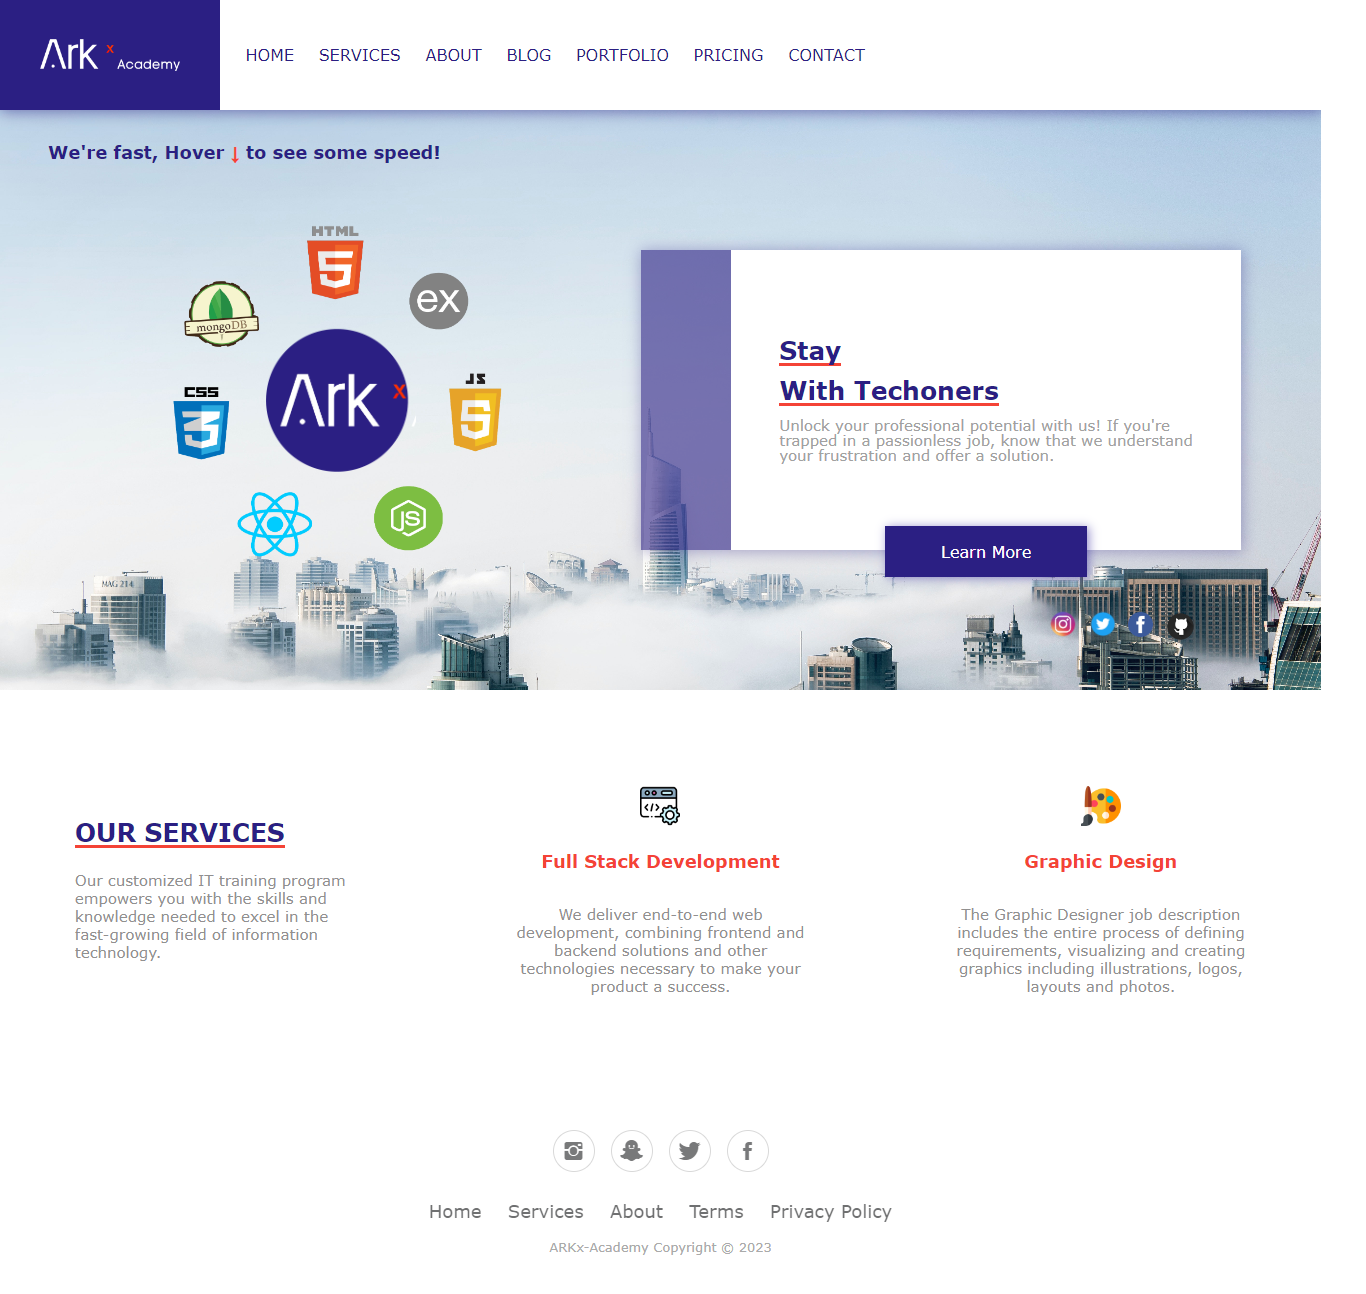 Ark x Academy
HOME SERVICES ABOUT BLOG PORTFOLIO PRICING CONTACT
We're fast, Hover ↓ to see some speed!
HTML
5
ex
mongoDB
Ark x
CSS
3
JS
5
JS
Stay
With Techoners
Unlock your professional potential with us! If you're
trapped in a passionless job, know that we understand
your frustration and offer a solution.
Learn More
MAG 214
OUR SERVICES
Our customized IT training program
empowers you with the skills and
knowledge needed to excel in the
fast-growing field of information
technology.
Full Stack Development
We deliver end-to-end web
development, combining frontend and
backend solutions and other
technologies necessary to make your
product a success.
Graphic Design
The Graphic Designer job description
includes the entire process of defining
requirements, visualizing and creating
graphics including illustrations, logos,
layouts and photos.
Home Services About Terms Privacy Policy
ARKx-Academy Copyright © 2023